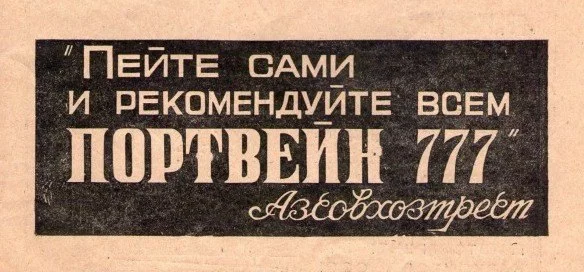 "Пейте сами
и рекомендуйте всем
ПОРТВЕЙН 777"
Азсовхозтрест